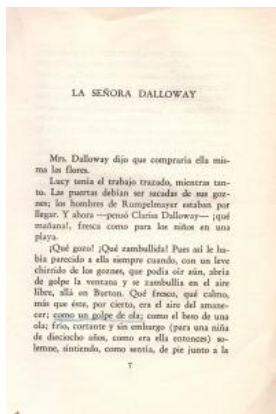 LA SEÑORA DALLOWAY
Mrs. Dalloway dijo que compraría ella mis-
ma las flores.
Lucy tenía el trabajo trazado, mientras tan-
to. Las puertas debían ser sacadas de sus goz-
nes; los hombres de Rumpelmayer estaban por
llegar. Y ahora —pensó Clarisa Dalloway— ¡qué
mañana!, fresca como para los niños en una
playa.
¡Qué gozo! ¡Qué zambullida! Pues así le ha-
bía parecido a ella siempre cuando, con un leve
chirrido de los goznes, que podía oír aún, abría
de golpe la ventana y se zambullía en el aire
libre, allá en Burton. Qué fresco, qué calmo,
más que éste, por cierto, era el aire del amane-
cer; como un golpe de ola; como el beso de una
ola; frío, cortante y sin embargo (para una niña
de dieciocho años, como era ella entonces) so-
lemne, sintiendo, como sentía, de pie junto a la
7